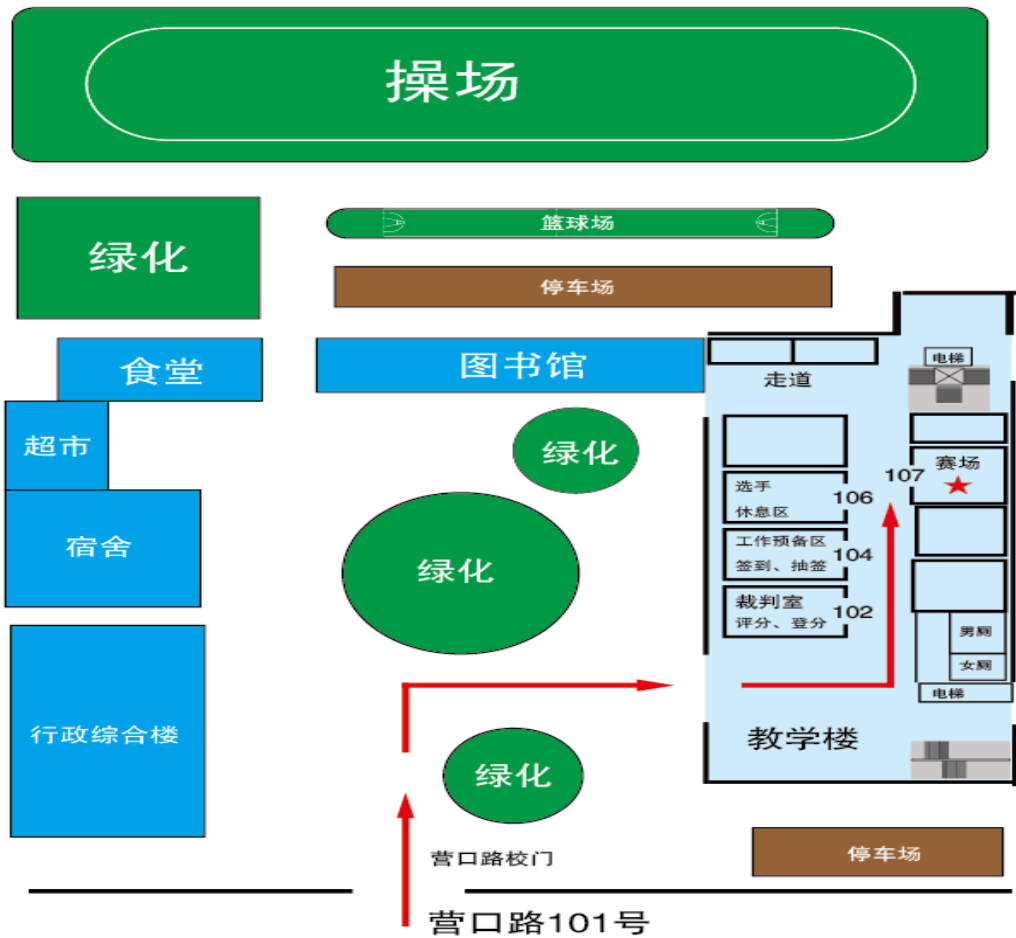 操场
篮球场
绿化
停车场
食堂
图书馆
电梯
走道
超市
绿化
赛场
107
选手
106
休息区
宿舍
绿化
工作预备区
104
签到、抽签
裁判室
102
评分、登分
男厕
女厕
电梯
行政综合楼
教学楼
绿化
营口路校门
停车场
营口路101号